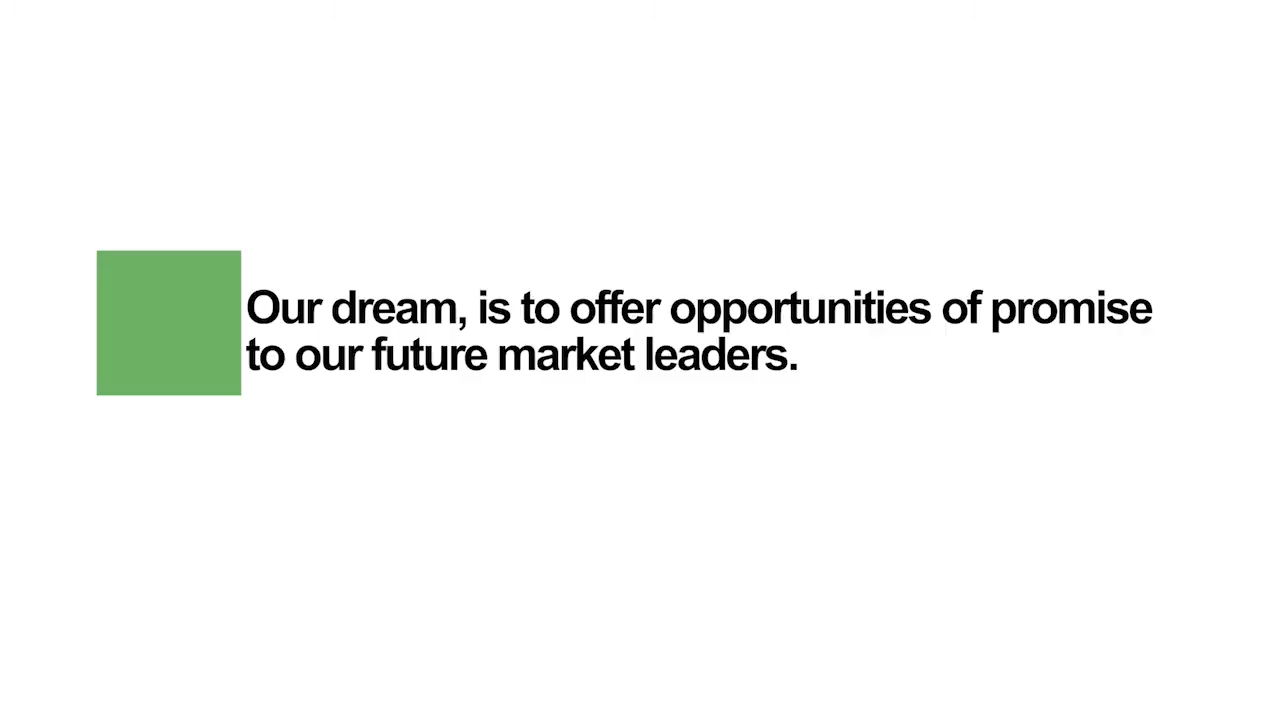 Our dream, is to offer opportunities of promise
to our future market leaders.